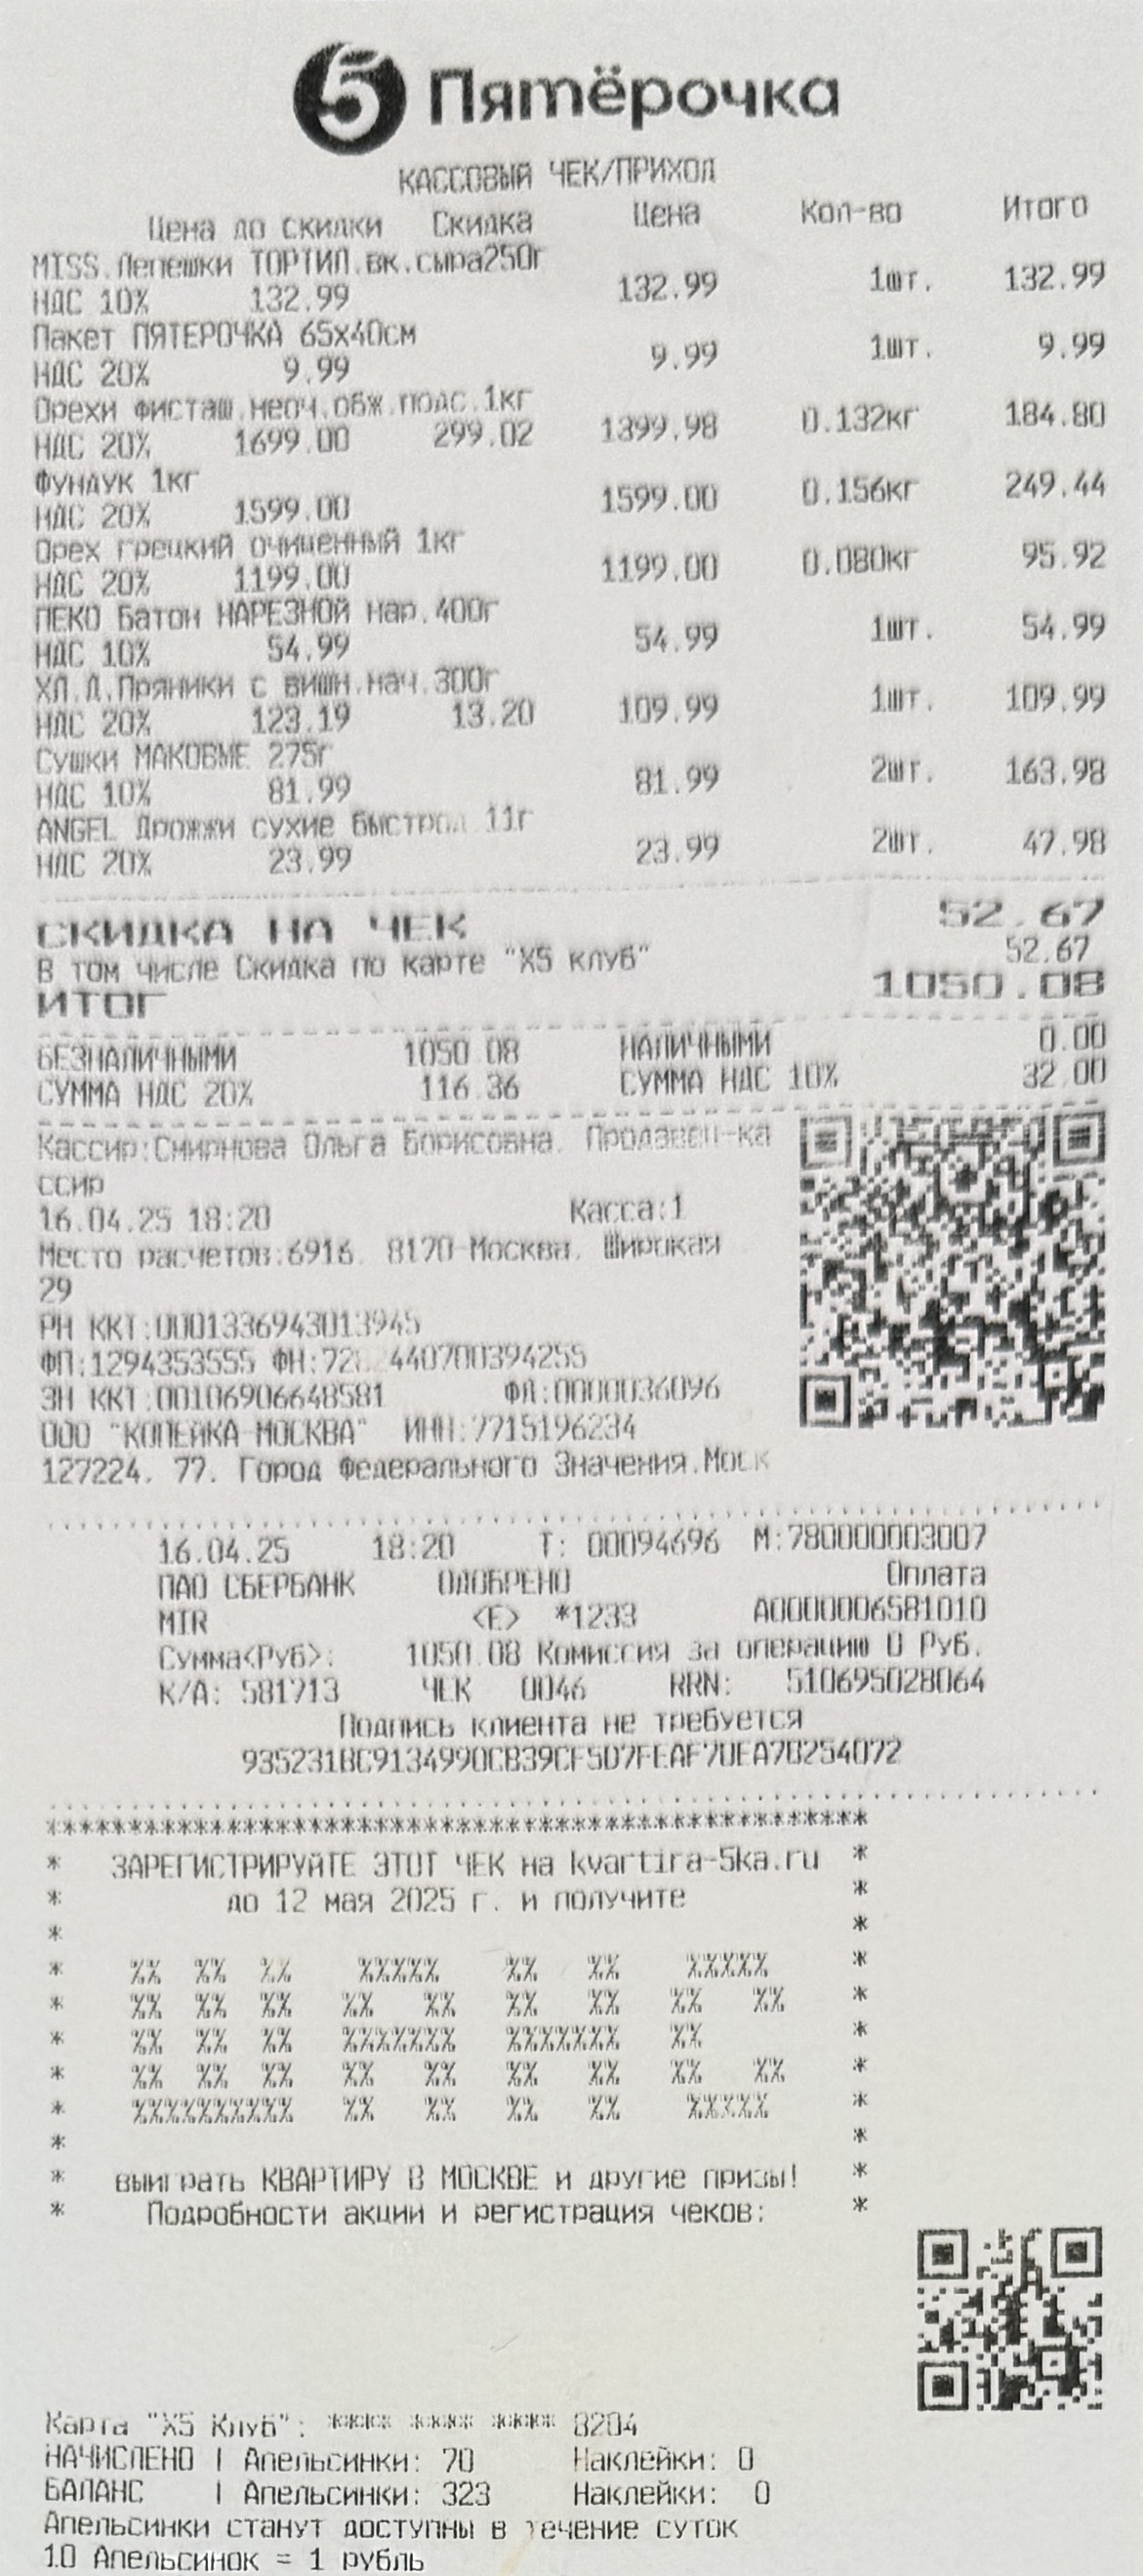 5 Пятёрочка
КАССОВЫЙ ЧЕК/ПРИХОД
Цена до скидки Скидка Цена Кол-во Итого
MISS.Лепешки ТОРТИЛ.вк.сыра250г
НДС 10% 132.99 132.99 1шт. 132.99
Пакет ПЯТЕРОЧКА 65х40см
НДС 20% 9.99 9.99 1шт. 9.99
Орехи фисташ.неоч.обж.подс.1кг
НДС 20% 1699.00 299.02 1399.98 0.132кг 184.80
ФУНДУК 1кг
НДС 20% 1599.00 1599.00 0.156кг 249.44
Орех грецкий очищенный 1кг
НДС 20% 1199.00 1199.00 0.080кг 95.92
ПЕКО Батон НАРЕЗНОЙ нар.400г
НДС 10% 54.99 54.99 1шт. 54.99
ХЛ.Д.Пряники с вишн.нач.300г
НДС 20% 123.19 13.20 109.99 1шт. 109.99
Сушки МАКОВЫЕ 275г
НДС 10% 81.99 81.99 2шт. 163.98
ANGEL Дрожжи сухие быстрод 11г
НДС 20% 23.99 23.99 2шт. 47.98
СКИДКА НА ЧЕК 52.67
В том числе Скидка по карте "Х5 клуб" 52.67
ИТОГ 1050.08
БЕЗНАЛИЧНЫМИ 1050.08 НАЛИЧНЫМИ 0.00
СУММА НДС 20% 116.36 СУММА НДС 10% 32.00
Кассир:Смирнова Ольга Борисовна. Продавец-ка
ссир
16.04.25 18:20 Касса:1
Место расчетов:6916. 8170-Москва. Широкая
29
РН ККТ:0001336943013945
ФП:1294353555 ФН: 440700394255
ЗН ККТ:00106906648581 ФД:0000036096
ООО "КОПЕЙКА-МОСКВА" ИНН:7715196234
127224. 77. Город Федерального Значения.Моск
16.04.25 18:20 Т: 00094696 М:780000003007
ПАО СБЕРБАНК ОДОБРЕНО Оплата
MIR <E> *1233 A0000006581010
Сумма<Руб>: 1050.08 Комиссия за операцию 0 Руб.
К/А: 581713 ЧЕК 0046 RRN: 510695028064
Подпись клиента не требуется
***************************************************
* ЗАРЕГИСТРИРУЙТЕ ЭТОТ ЧЕК на kvartira-5ka.ru *
* до 12 мая 2025 г. и получите *
* ШАНС *
* выиграть КВАРТИРУ В МОСКВЕ и другие призы! *
* Подробности акции и регистрация чеков: *
Карта "Х5 Клуб": **** **** **** 8204
НАЧИСЛЕНО | Апельсинки: 70 Наклейки: 0
БАЛАНС | Апельсинки: 323 Наклейки: 0
Апельсинки станут доступны в течение суток
10 Апельсинок = 1 рубль